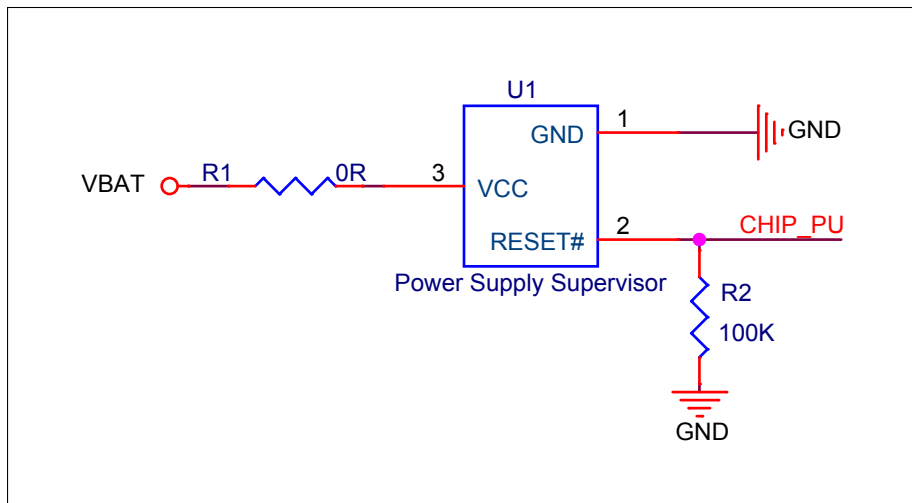 U1
1
GND
GND
VBAT
R1
0R
3
VCC
2
CHIP_PU
RESET#
Power Supply Supervisor
R2
100K
GND